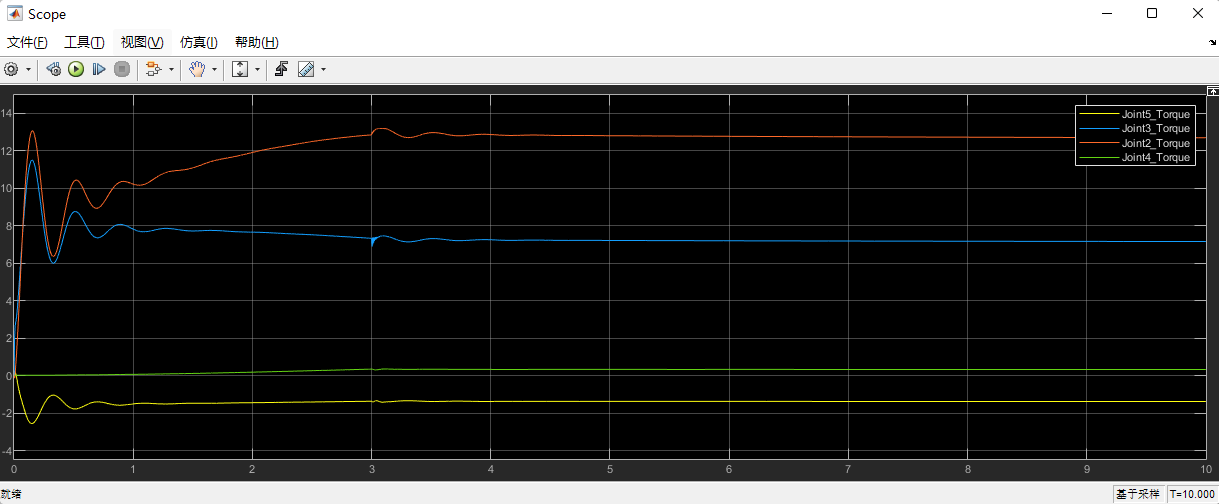 Scope
文件(F) 工具(T) 视图(V) 仿真(I) 帮助(H)
Joint5_Torque
Joint3_Torque
Joint2_Torque
Joint4_Torque
14
12
10
8
6
4
2
0
-2
-4
0 1 2 3 4 5 6 7 8 9 10
就绪 基于采样 T=10.000